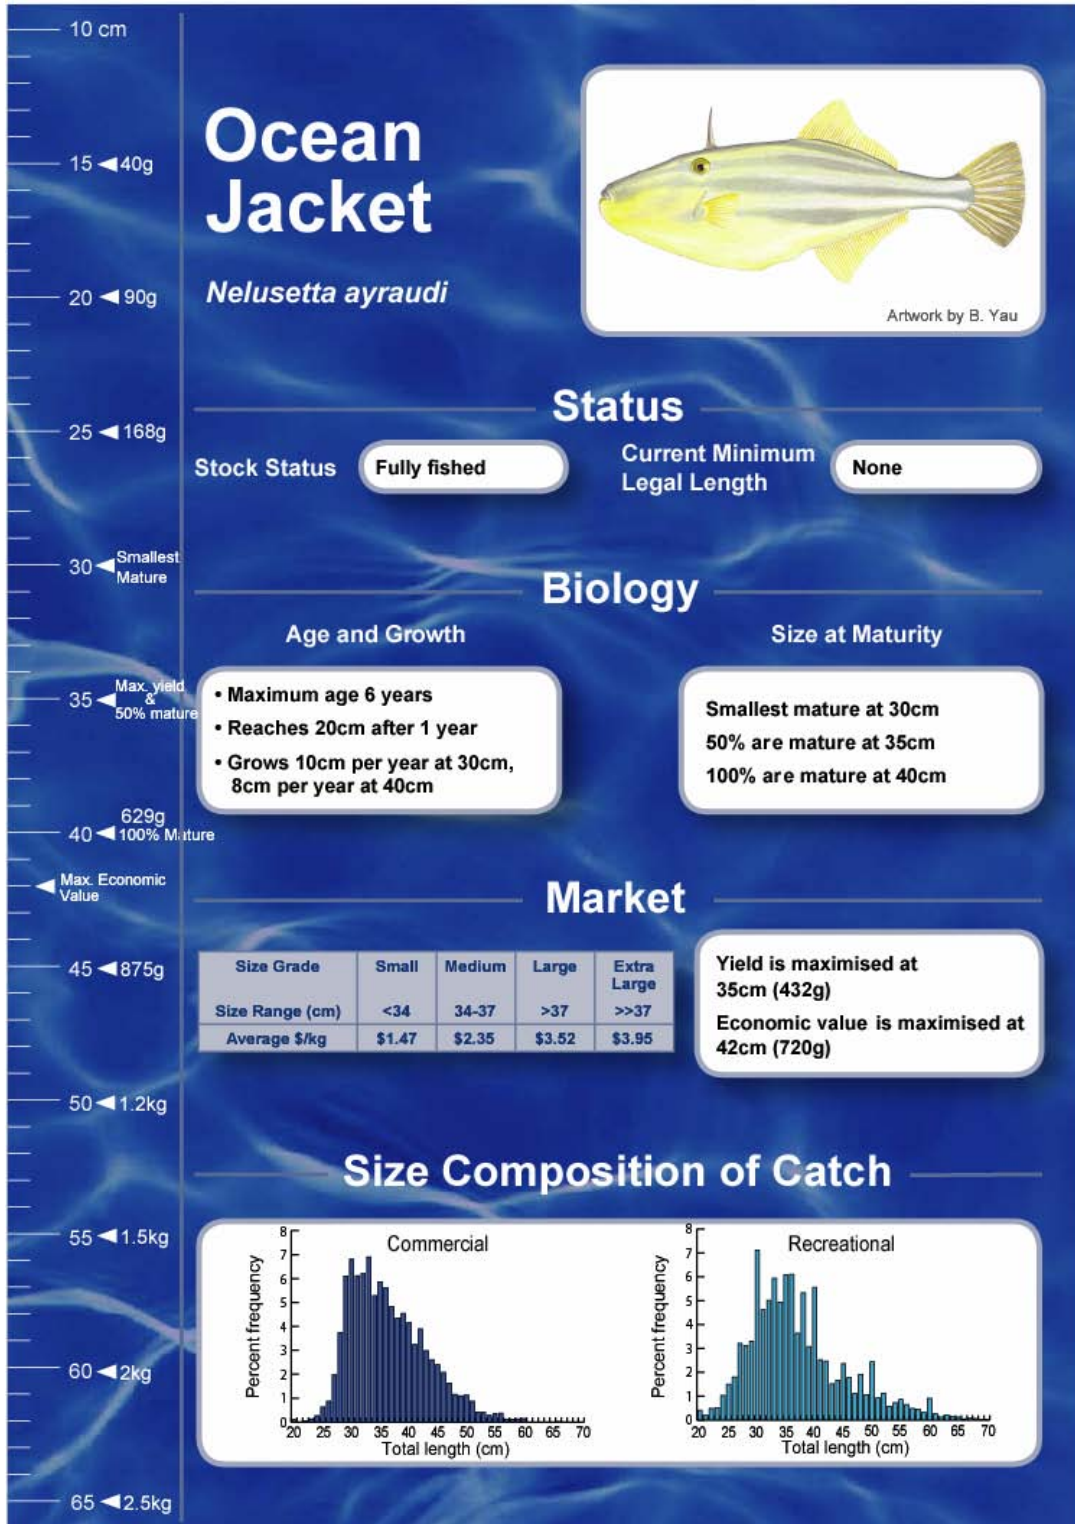 10 cm
15 40g
20 90g
25 168g
30 Smallest
Mature
35 Max. yield
&
50% mature
629g
40 100% Mature
Max. Economic
Value
45 875g
50 1.2kg
55 1.5kg
60 2kg
65 2.5kg
Ocean
Jacket
Nelusetta ayraudi
Artwork by B. Yau
Status
Stock Status
Fully fished
Current Minimum
Legal Length
None
Biology
Age and Growth
• Maximum age 6 years
• Reaches 20cm after 1 year
• Grows 10cm per year at 30cm,
8cm per year at 40cm
Size at Maturity
Smallest mature at 30cm
50% are mature at 35cm
100% are mature at 40cm
Market
Size Grade Small Medium Large Extra
Large
Size Range (cm) <34 34-37 >37 >>37
Average $/kg $1.47 $2.35 $3.52 $3.95
Yield is maximised at
35cm (432g)
Economic value is maximised at
42cm (720g)
Size Composition of Catch
Commercial
Percent frequency
8
7
6
5
4
3
2
1
0
20 25 30 35 40 45 50 55 60 65 70
Total length (cm)
Recreational
Percent frequency
8
7
6
5
4
3
2
1
0
20 25 30 35 40 45 50 55 60 65 70
Total length (cm)